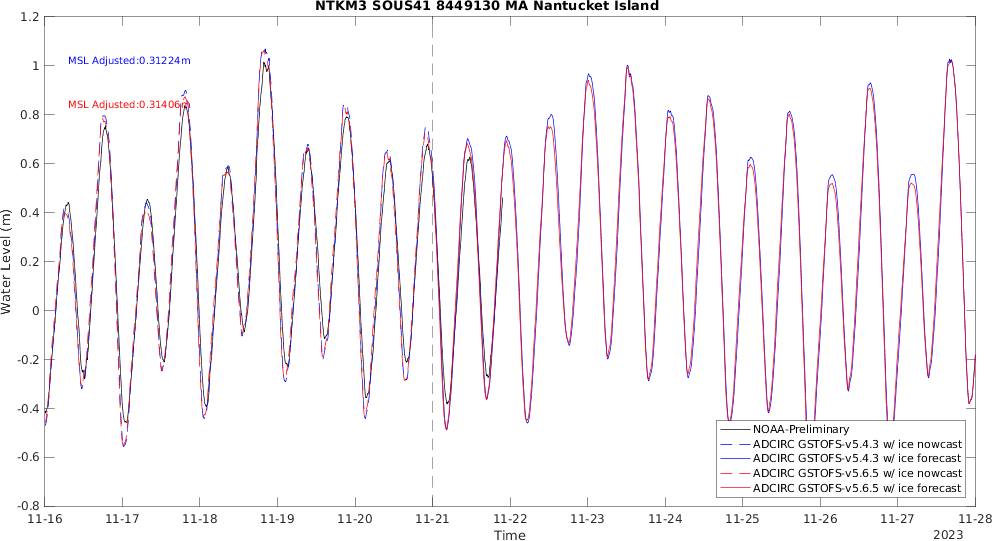 NTKM3 SOUS41 8449130 MA Nantucket Island
1.2
1
0.8
0.6
0.4
0.2
0
-0.2
-0.4
-0.6
-0.8
Water Level (m)
MSL Adjusted:0.31224m
MSL Adjusted:0.31406
NOAA-Preliminary
ADCIRC GSTOFS-v5.4.3 w/ ice nowcast
ADCIRC GSTOFS-v5.4.3 w/ ice forecast
ADCIRC GSTOFS-v5.6.5 w/ ice nowcast
ADCIRC GSTOFS-v5.6.5 w/ ice forecast
11-16 11-17 11-18 11-19 11-20 11-21 11-22 11-23 11-24 11-25 11-26 11-27 11-28
Time
2023